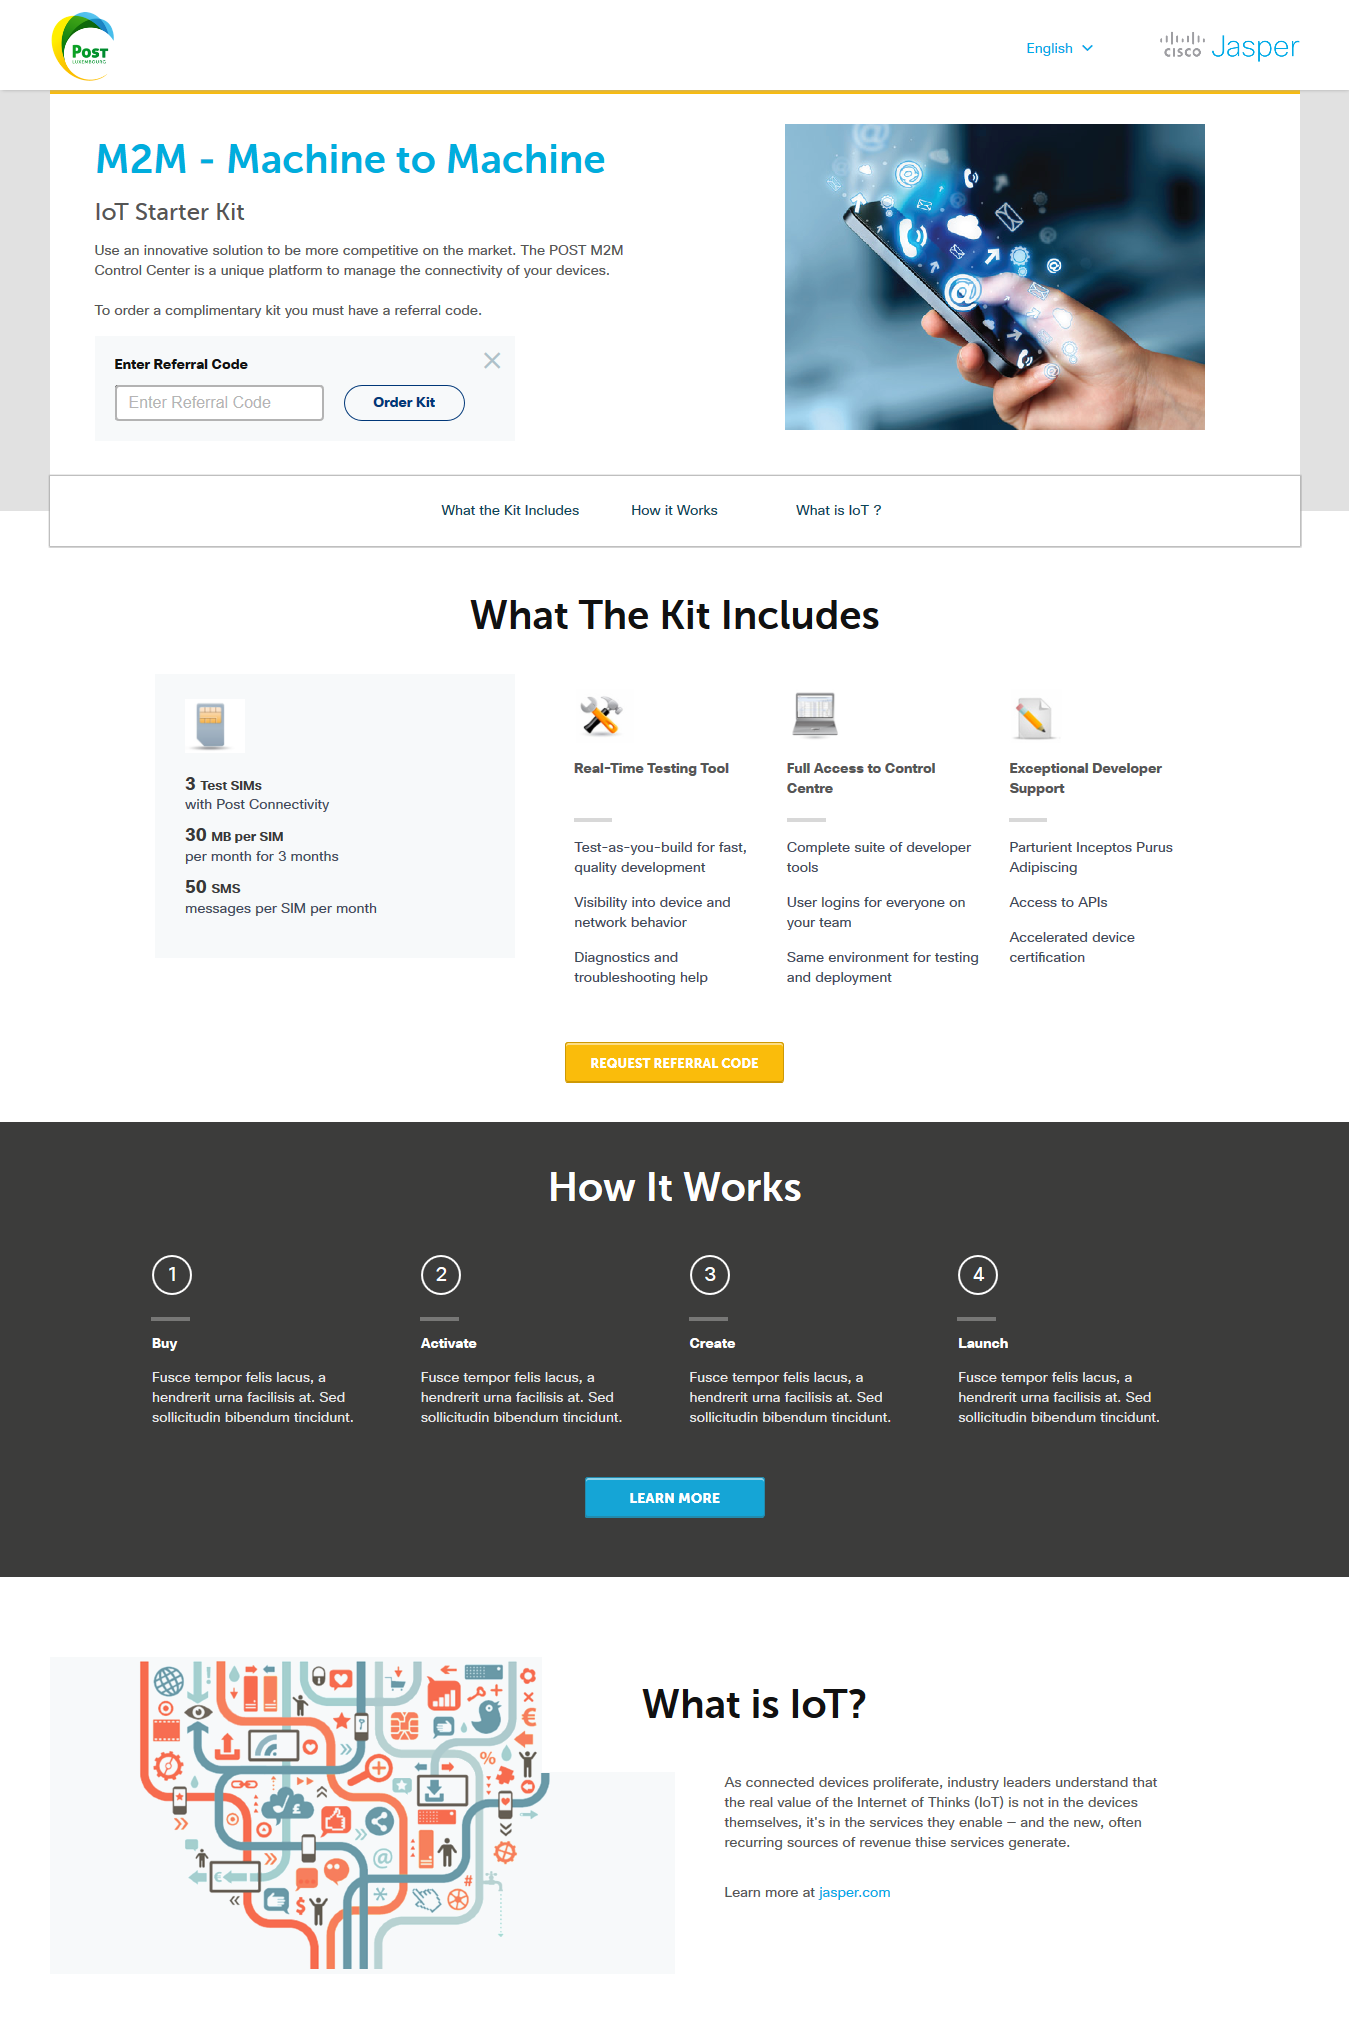 POST
LUXEMBOURG
English
CISCO Jasper
M2M - Machine to Machine
IoT Starter Kit
Use an innovative solution to be more competitive on the market. The POST M2M
Control Center is a unique platform to manage the connectivity of your devices.
To order a complimentary kit you must have a referral code.
Enter Referral Code
Enter Referral Code
Order Kit
What the Kit Includes
How it Works
What is IoT ?
What The Kit Includes
3 Test SIMs
with Post Connectivity
30 MB per SIM
per month for 3 months
50 SMS
messages per SIM per month
Real-Time Testing Tool
Test-as-you-build for fast,
quality development
Visibility into device and
network behavior
Diagnostics and
troubleshooting help
Full Access to Control
Centre
Complete suite of developer
tools
User logins for everyone on
your team
Same environment for testing
and deployment
Exceptional Developer
Support
Parturient Inceptos Purus
Adipiscing
Access to APIs
Accelerated device
certification
REQUEST REFERRAL CODE
How It Works
1
Buy
Fusce tempor felis lacus, a
hendrerit urna facilisis at. Sed
sollicitudin bibendum tincidunt.
2
Activate
Fusce tempor felis lacus, a
hendrerit urna facilisis at. Sed
sollicitudin bibendum tincidunt.
3
Create
Fusce tempor felis lacus, a
hendrerit urna facilisis at. Sed
sollicitudin bibendum tincidunt.
4
Launch
Fusce tempor felis lacus, a
hendrerit urna facilisis at. Sed
sollicitudin bibendum tincidunt.
LEARN MORE
What is IoT?
As connected devices proliferate, industry leaders understand that
the real value of the Internet of Thinks (IoT) is not in the devices
themselves, it's in the services they enable – and the new, often
recurring sources of revenue thise services generate.
Learn more at jasper.com